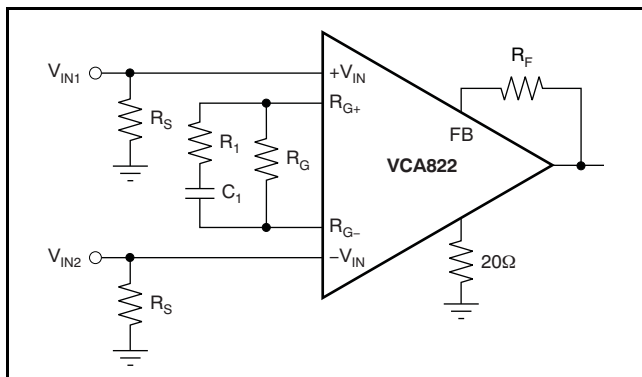 V_IN1
+V_IN
R_F
R_S
R_G+
R_1
R_G
FB
VCA822
C_1
R_G−
V_IN2
−V_IN
20Ω
R_S